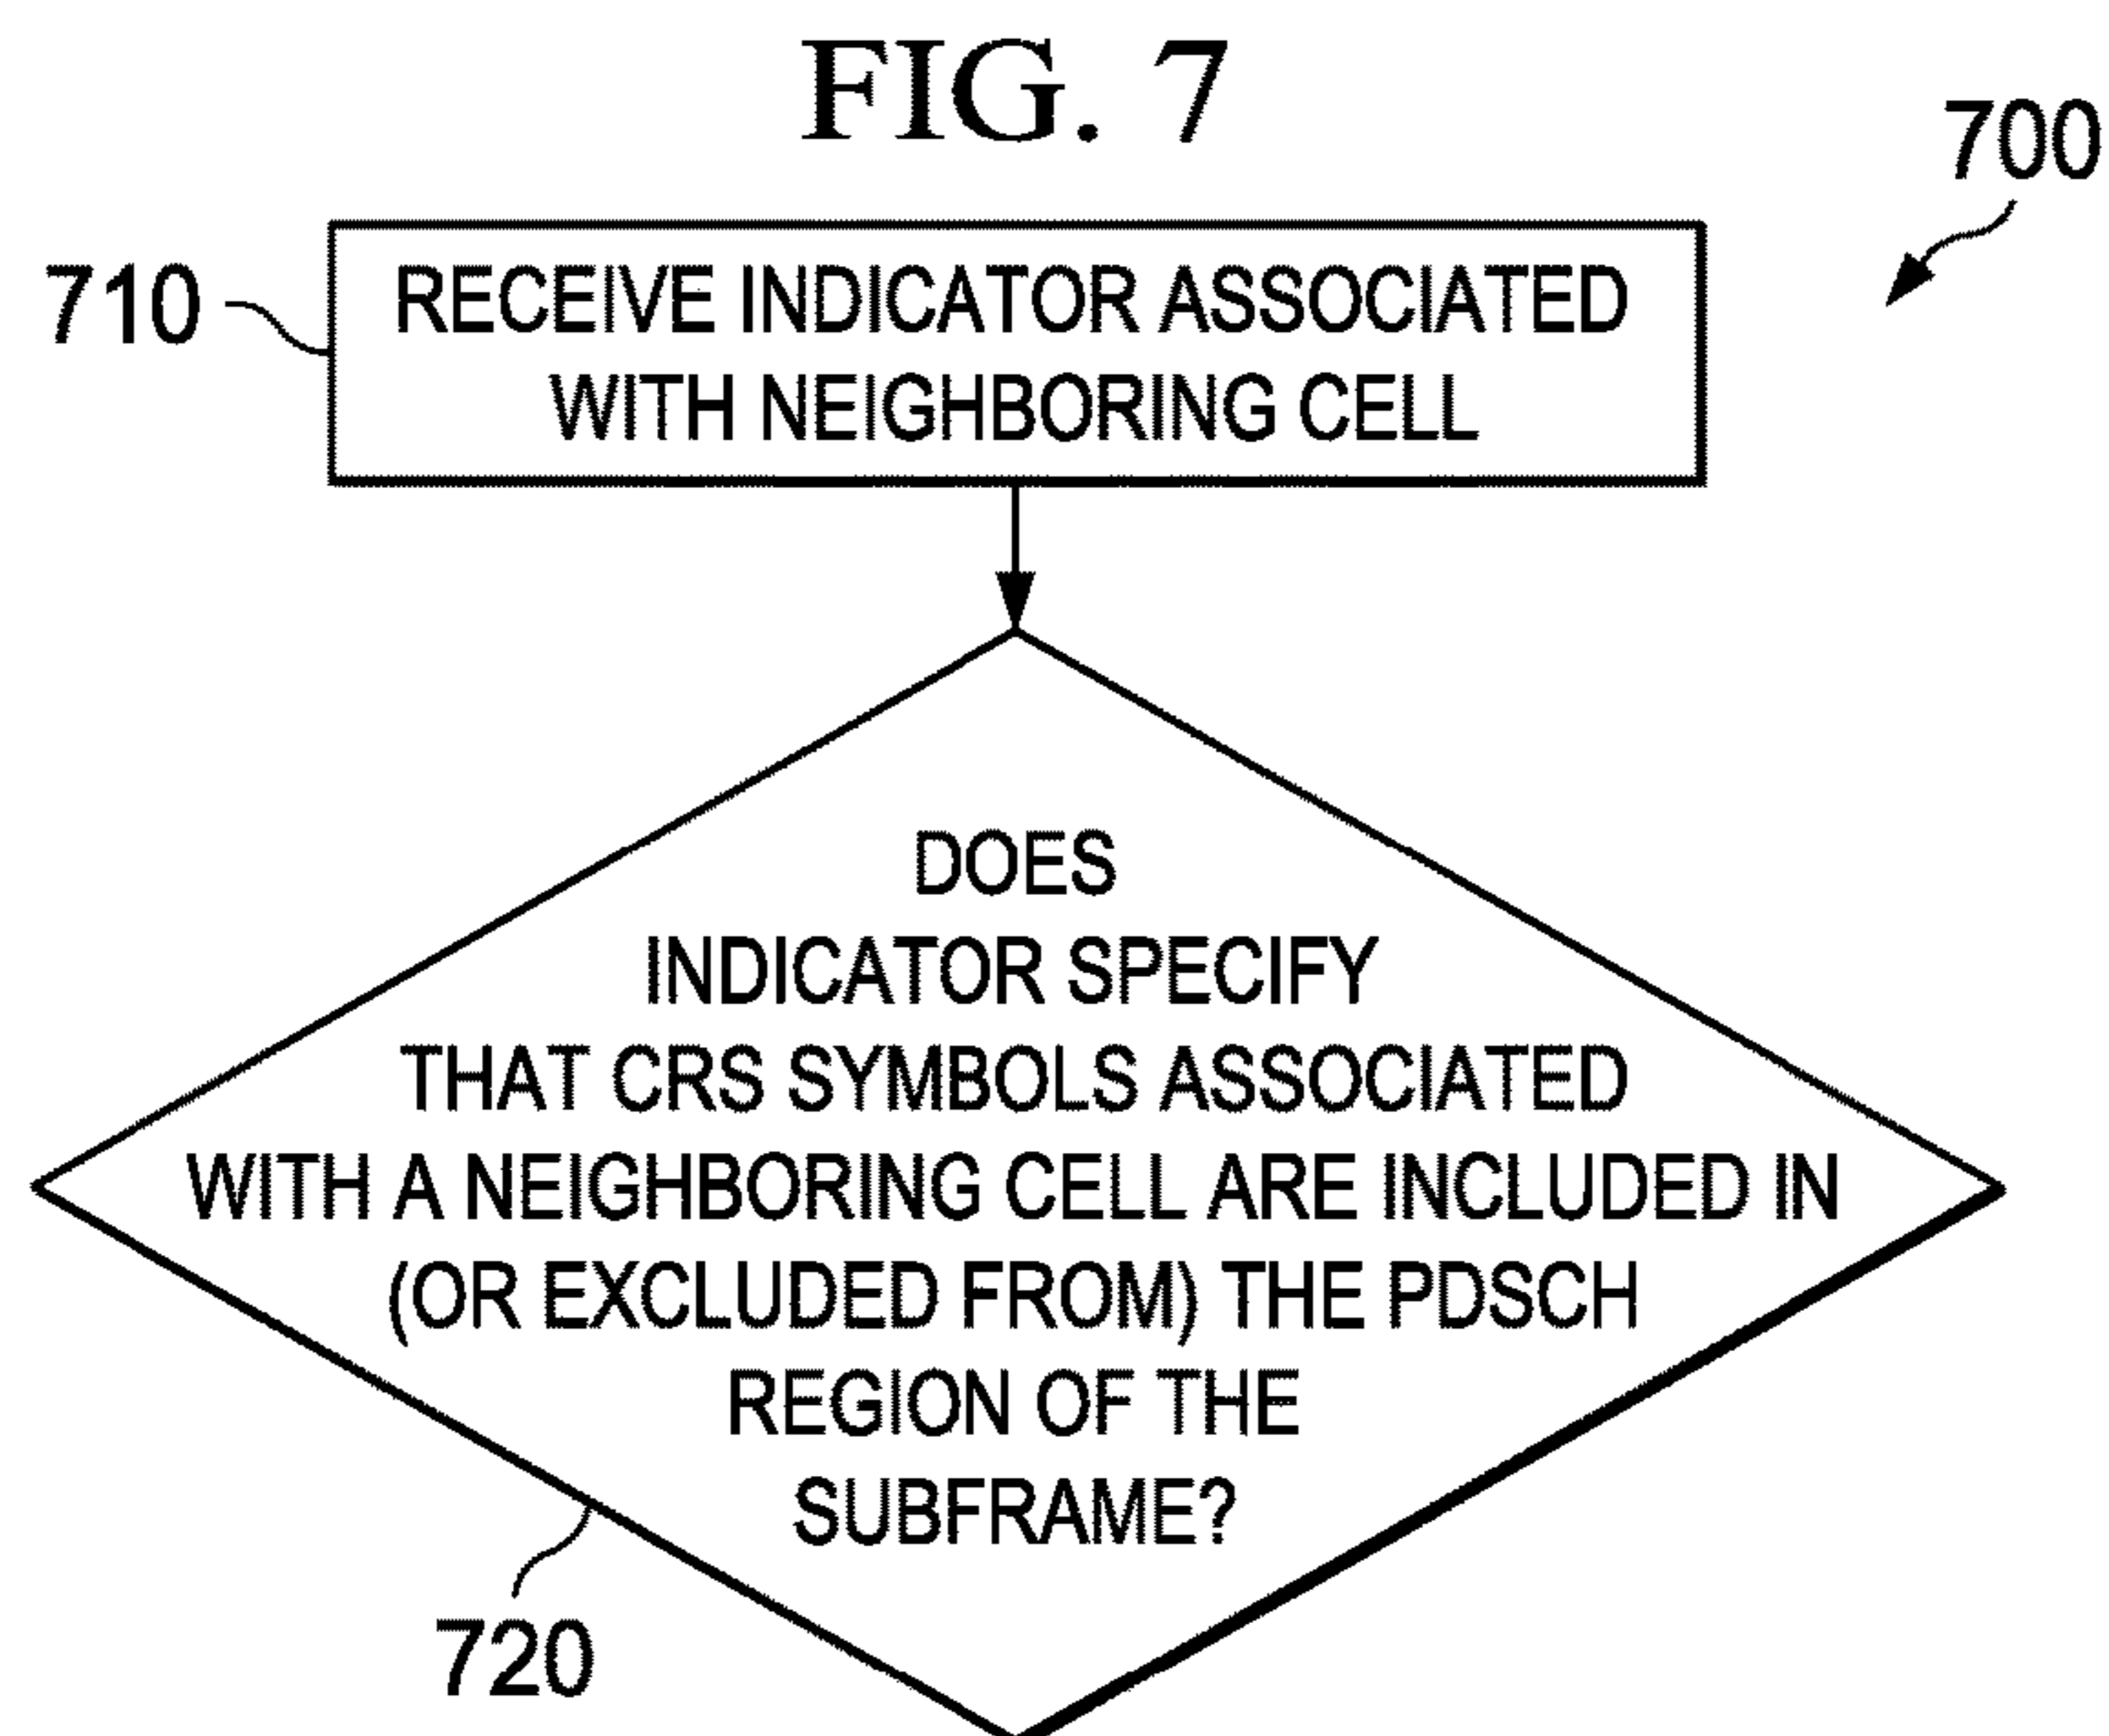 FIG. 7
700
710
RECEIVE INDICATOR ASSOCIATED
WITH NEIGHBORING CELL
DOES
INDICATOR SPECIFY
THAT CRS SYMBOLS ASSOCIATED
WITH A NEIGHBORING CELL ARE INCLUDED IN
(OR EXCLUDED FROM) THE PDSCH
REGION OF THE
SUBFRAME?
720